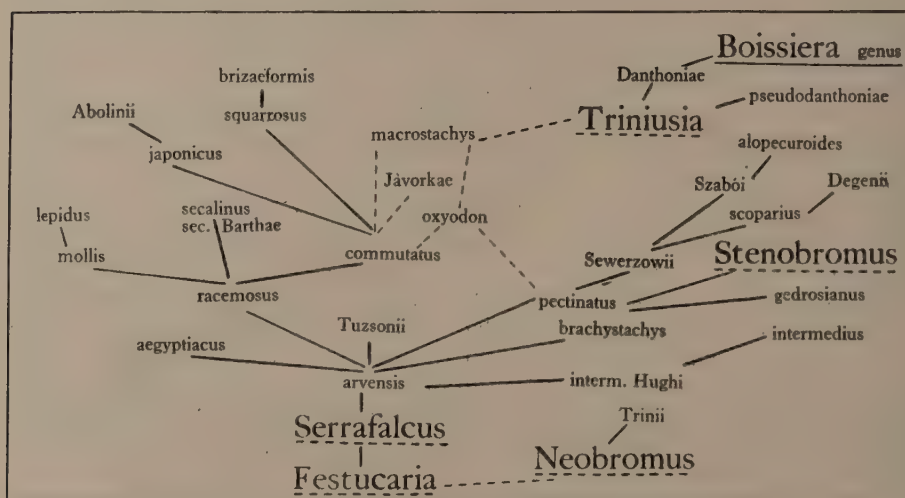 Boissiera genus
brizaeformis
Danthoniae
Abolinii
squarrosus
pseudodanthoniae
Triniusia
macrostachys
alopecuroides
japonicus
Jávorkae
Szabói
Degenii
lepidus
secalinus
sec. Barthae
oxyodon
scoparius
mollis
commutatus
Sewerzowii
Stenobromus
racemosus
pectinatus
gedrosianus
Tuzsonii
brachystachys
intermedius
aegyptiacus
arvensis
interm. Hughi
Trinii
Serrafalcus
Neobromus
Festucaria